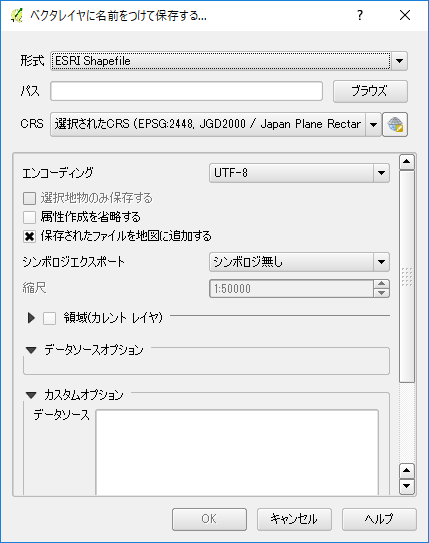 ベクタレイヤに名前をつけて保存する...
形式 ESRI Shapefile
パス ブラウズ
CRS 選択されたCRS (EPSG:2448, JGD2000 / Japan Plane Rectar
エンコーディング UTF-8
選択地物のみ保存する
属性作成を省略する
保存されたファイルを地図に追加する
シンボロジエクスポート シンボロジ無し
縮尺 1:50000
領域(カレント レイヤ)
データソースオプション
カスタムオプション
データソース
OK キャンセル ヘルプ